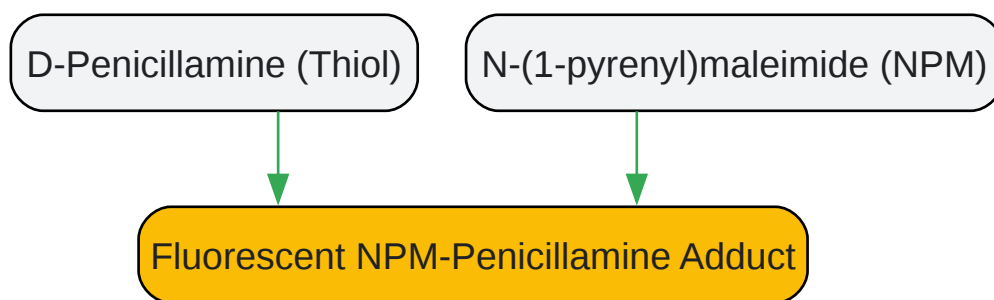 D-Penicillamine (Thiol)
N-(1-pyrenyl)maleimide (NPM)
Fluorescent NPM-Penicillamine Adduct